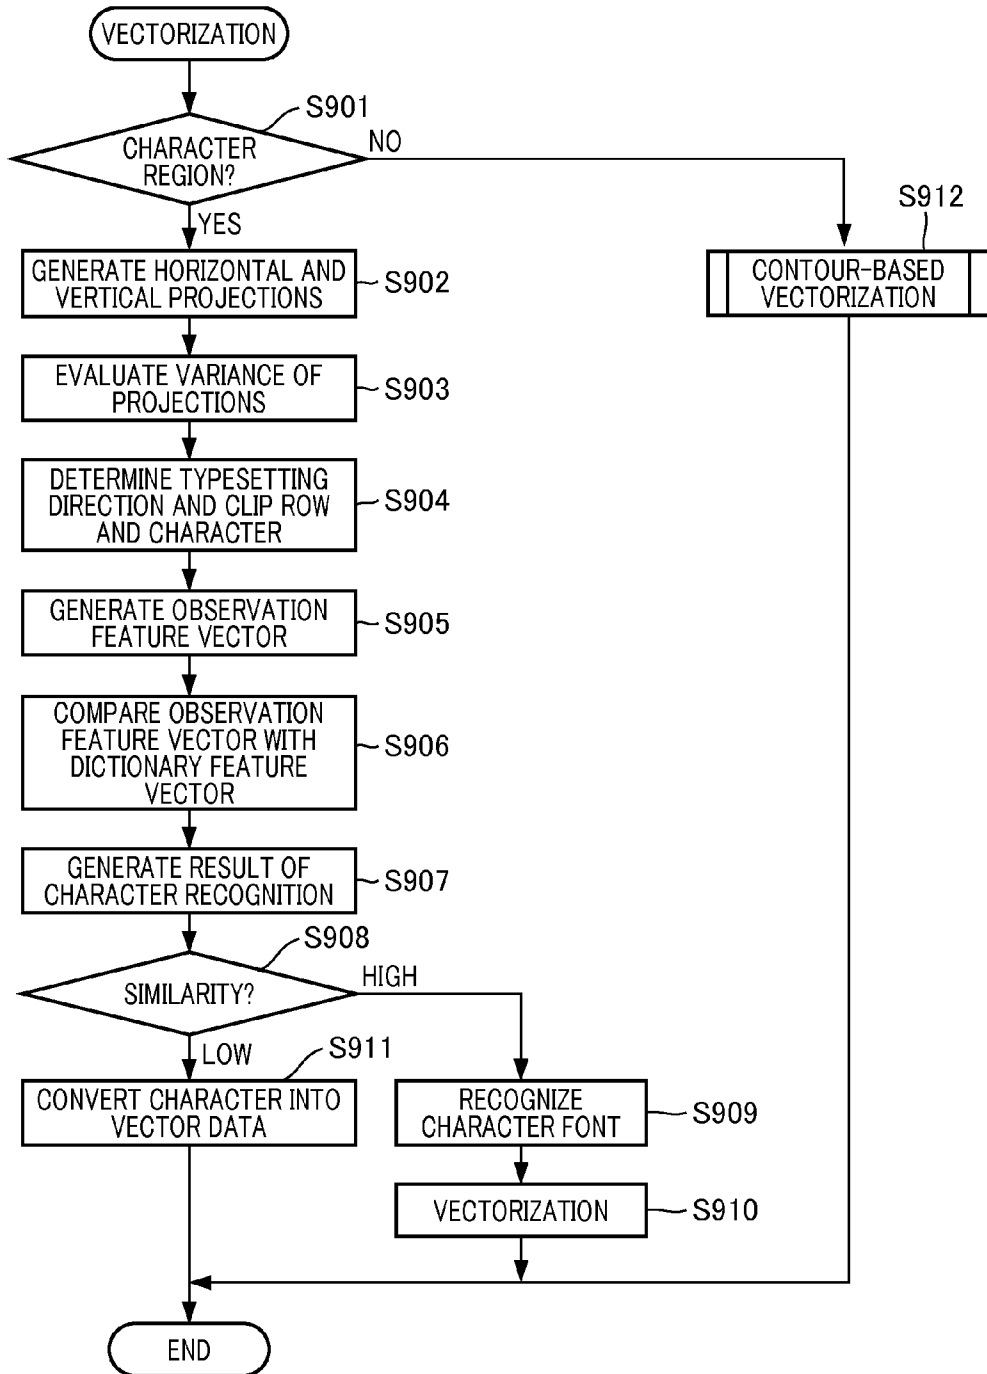 VECTORIZATION
S901
CHARACTER
REGION?
NO
YES
S912
GENERATE HORIZONTAL AND
VERTICAL PROJECTIONS
S902
CONTOUR-BASED
VECTORIZATION
EVALUATE VARIANCE OF
PROJECTIONS
S903
DETERMINE TYPESETTING
DIRECTION AND CLIP ROW
AND CHARACTER
S904
GENERATE OBSERVATION
FEATURE VECTOR
S905
COMPARE OBSERVATION
FEATURE VECTOR WITH
DICTIONARY FEATURE
VECTOR
S906
GENERATE RESULT OF
CHARACTER RECOGNITION
S907
S908
SIMILARITY?
HIGH
LOW
S911
CONVERT CHARACTER INTO
VECTOR DATA
RECOGNIZE
CHARACTER FONT
S909
VECTORIZATION
S910
END